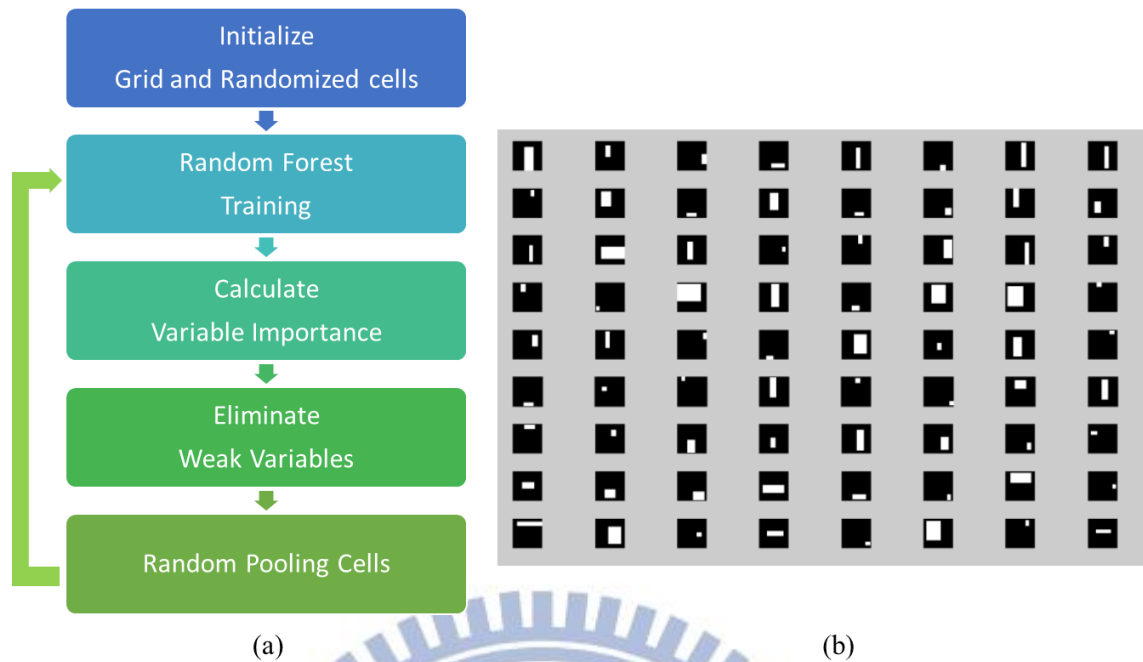 Initialize
Grid and Randomized cells
Random Forest
Training
Calculate
Variable Importance
Eliminate
Weak Variables
Random Pooling Cells
(a)
(b)